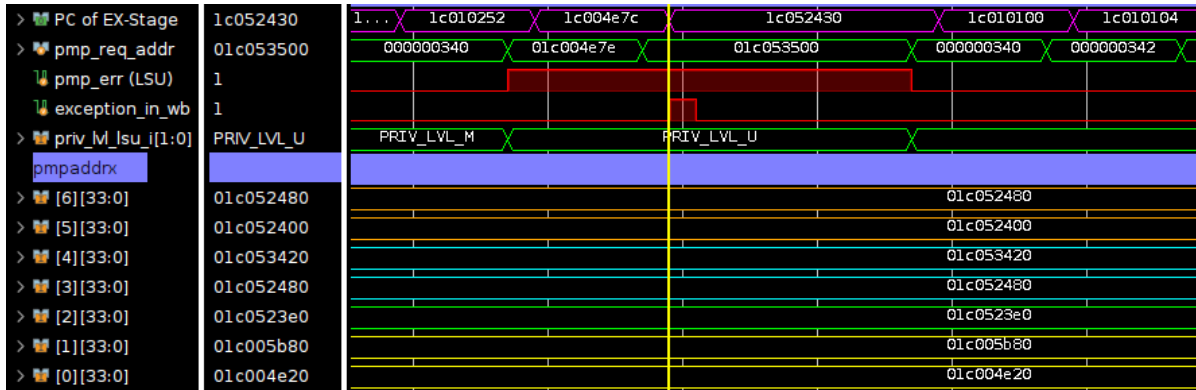 PC of EX-Stage 1c052430 1... 1c010252 1c004e7c 1c052430 1c010100 1c010104
pmp_req_addr 01c053500 000000340 01c004e7e 01c053500 000000340 000000342
pmp_err (LSU) 1
exception_in_wb 1
priv_lvl_lsu_i[1:0] PRIV_LVL_U PRIV_LVL_M PRIV_LVL_U
pmpaddrx
[6][33:0] 01c052480 01c052480
[5][33:0] 01c052400 01c052400
[4][33:0] 01c053420 01c053420
[3][33:0] 01c052480 01c052480
[2][33:0] 01c0523e0 01c0523e0
[1][33:0] 01c005b80 01c005b80
[0][33:0] 01c004e20 01c004e20